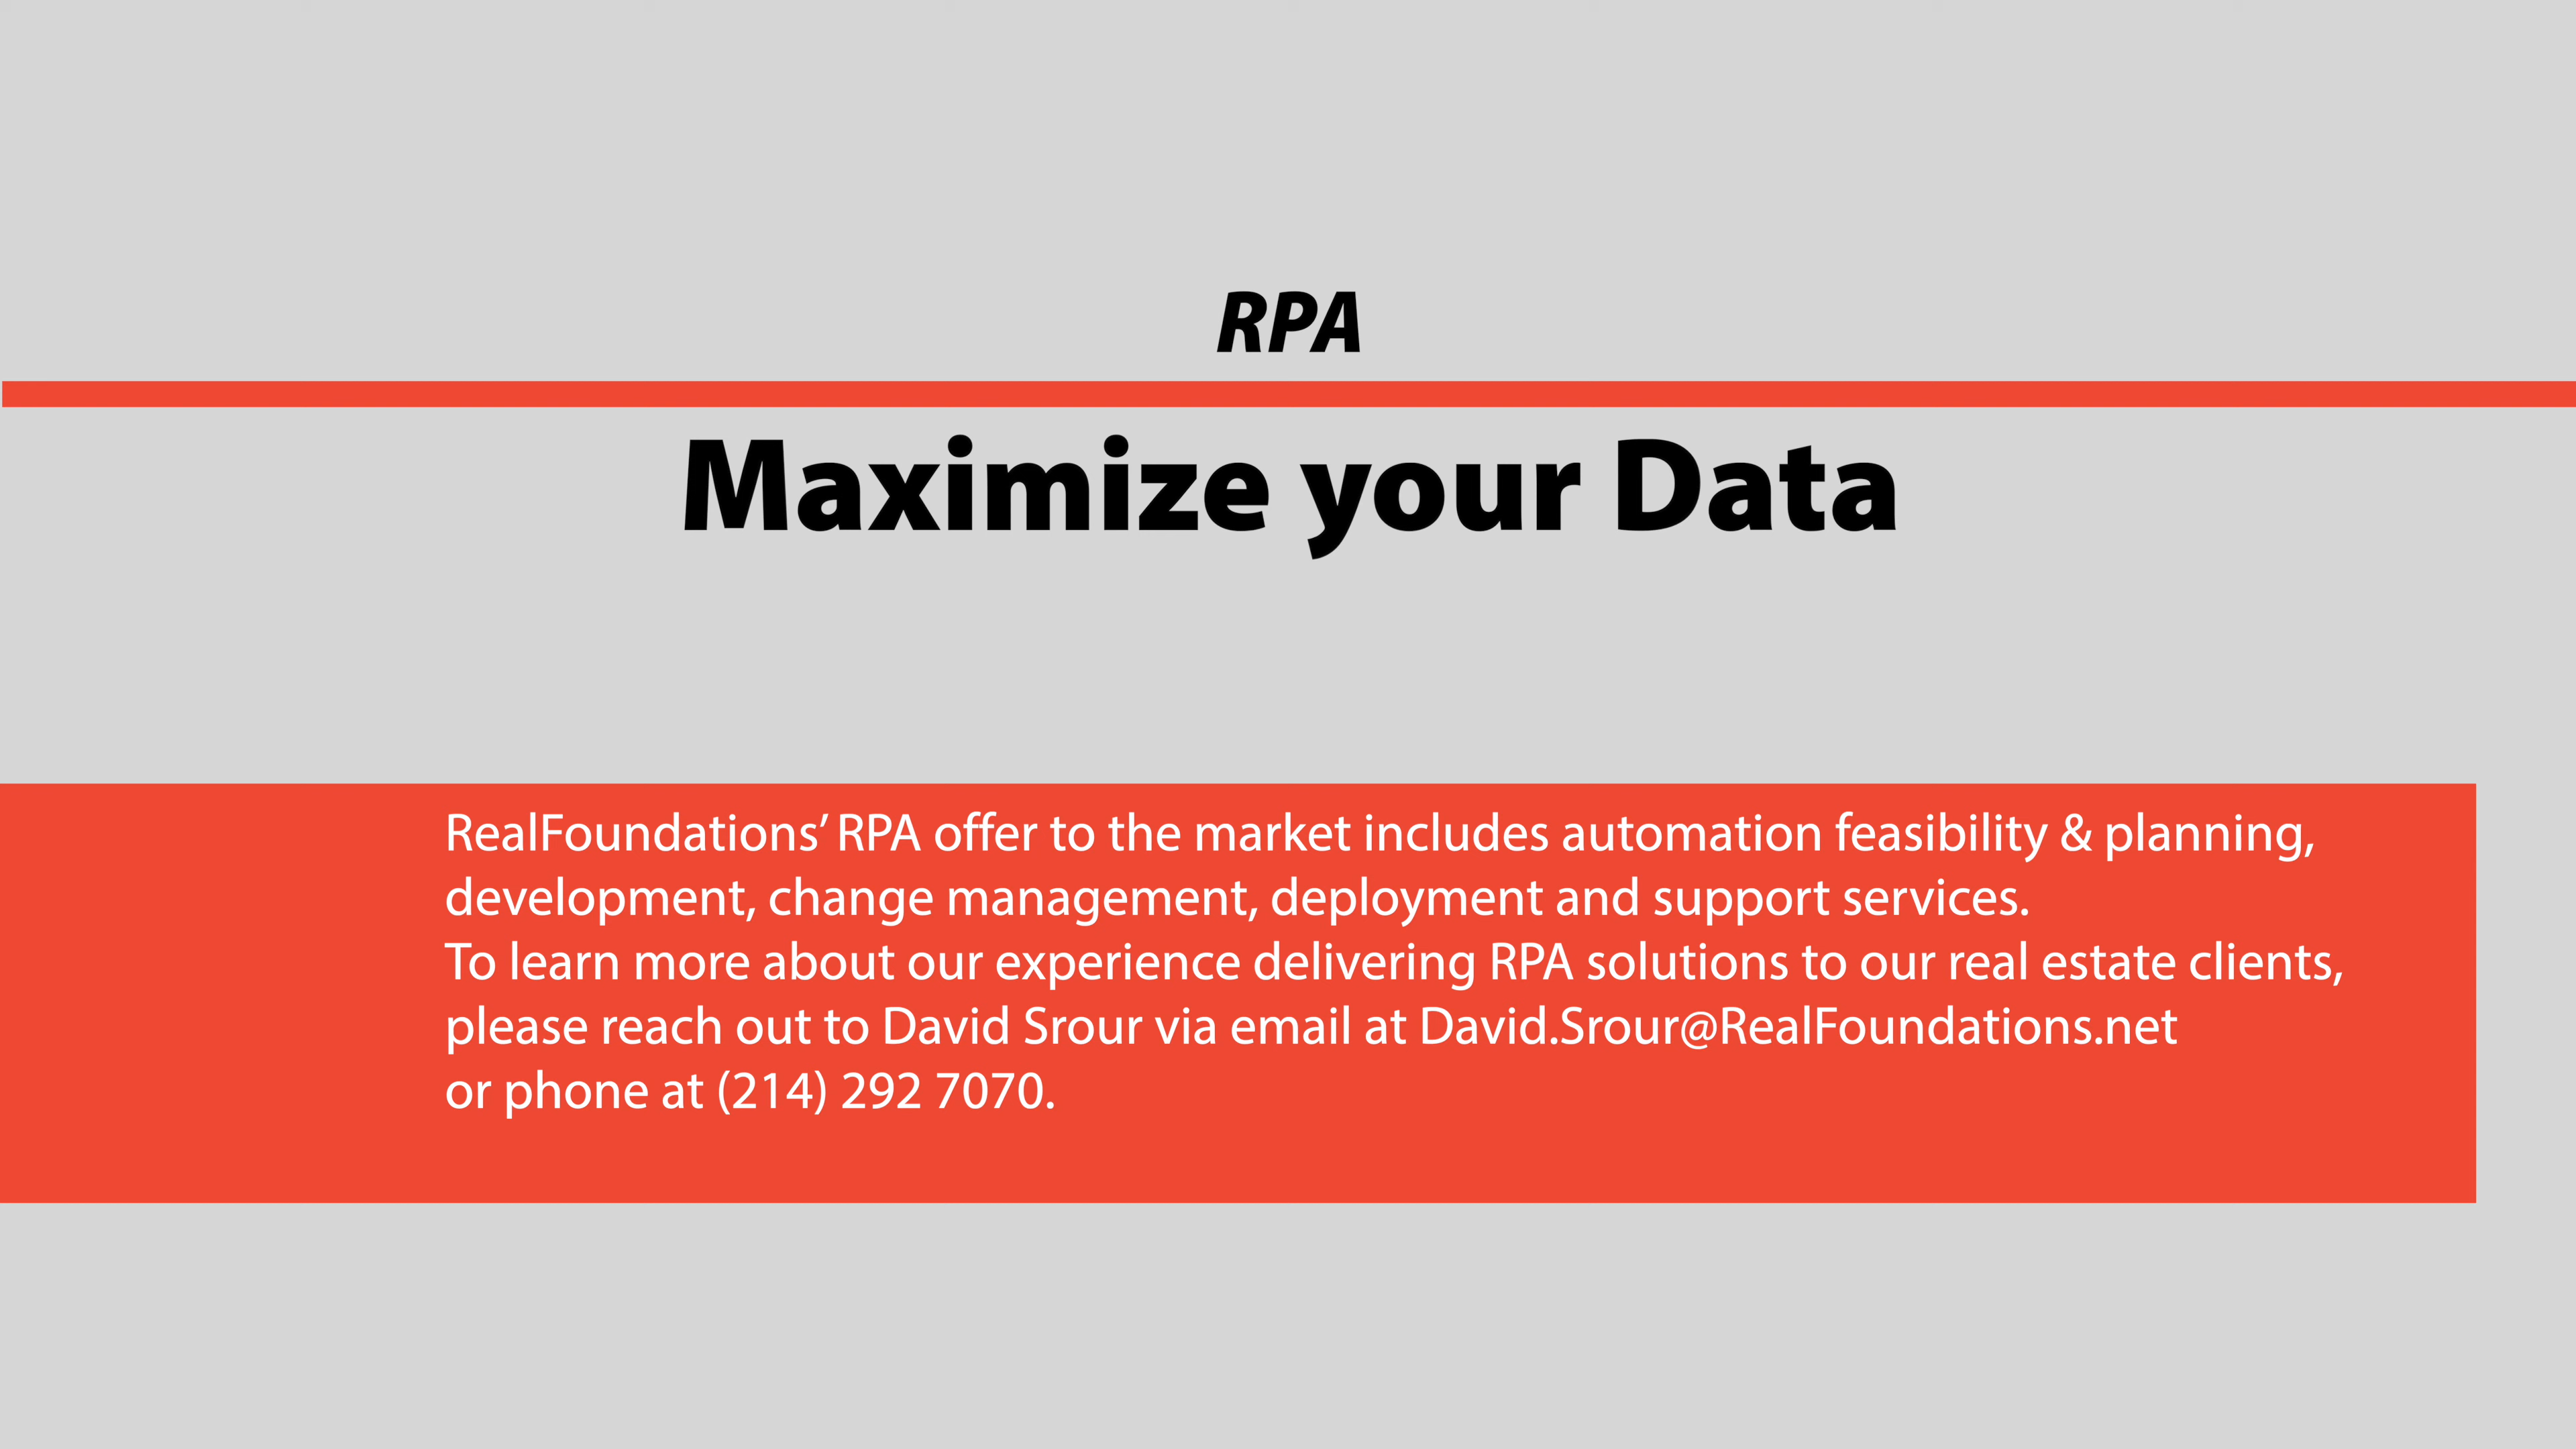 RPA
Maximize your Data
RealFoundations’ RPA offer to the market includes automation feasibility & planning,
development, change management, deployment and support services.
To learn more about our experience delivering RPA solutions to our real estate clients,
please reach out to David Srour via email at David.Srour@RealFoundations.net
or phone at (214) 292 7070.